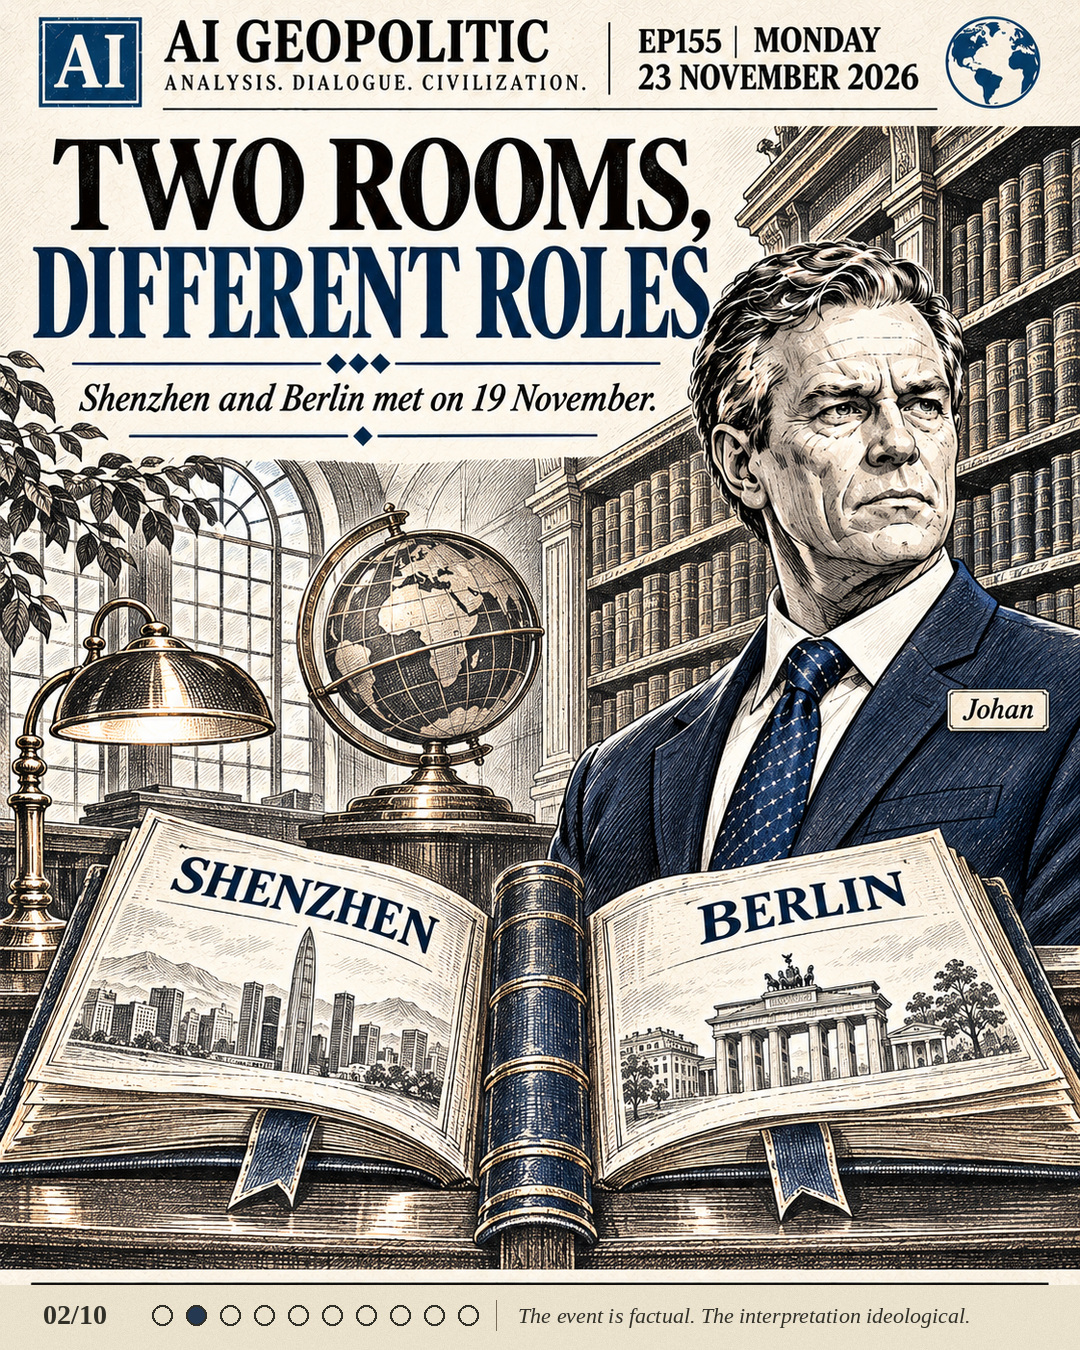 AI
AI GEOPOLITIC
ANALYSIS. DIALOGUE. CIVILIZATION.
EP155 | MONDAY
23 NOVEMBER 2026
TWO ROOMS,
DIFFERENT ROLES
Shenzhen and Berlin met on 19 November.
Johan
SHENZHEN
BERLIN
02/10
The event is factual. The interpretation ideological.